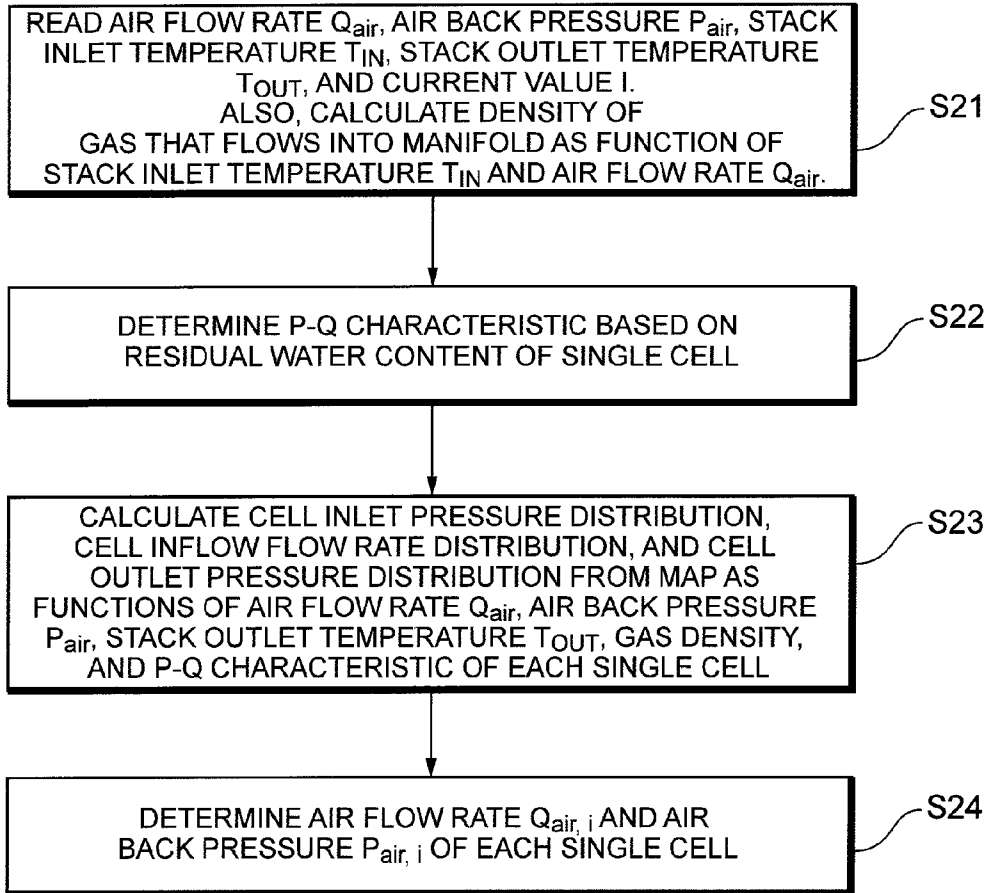 READ AIR FLOW RATE Qair, AIR BACK PRESSURE Pair, STACK
INLET TEMPERATURE TIN, STACK OUTLET TEMPERATURE
TOUT, AND CURRENT VALUE I.
ALSO, CALCULATE DENSITY OF
GAS THAT FLOWS INTO MANIFOLD AS FUNCTION OF
STACK INLET TEMPERATURE TIN AND AIR FLOW RATE Qair.
S21
DETERMINE P-Q CHARACTERISTIC BASED ON
RESIDUAL WATER CONTENT OF SINGLE CELL
S22
CALCULATE CELL INLET PRESSURE DISTRIBUTION,
CELL INFLOW FLOW RATE DISTRIBUTION, AND CELL
OUTLET PRESSURE DISTRIBUTION FROM MAP AS
FUNCTIONS OF AIR FLOW RATE Qair, AIR BACK PRESSURE
Pair, STACK OUTLET TEMPERATURE TOUT, GAS DENSITY,
AND P-Q CHARACTERISTIC OF EACH SINGLE CELL
S23
DETERMINE AIR FLOW RATE Qair, i AND AIR
BACK PRESSURE Pair, i OF EACH SINGLE CELL
S24